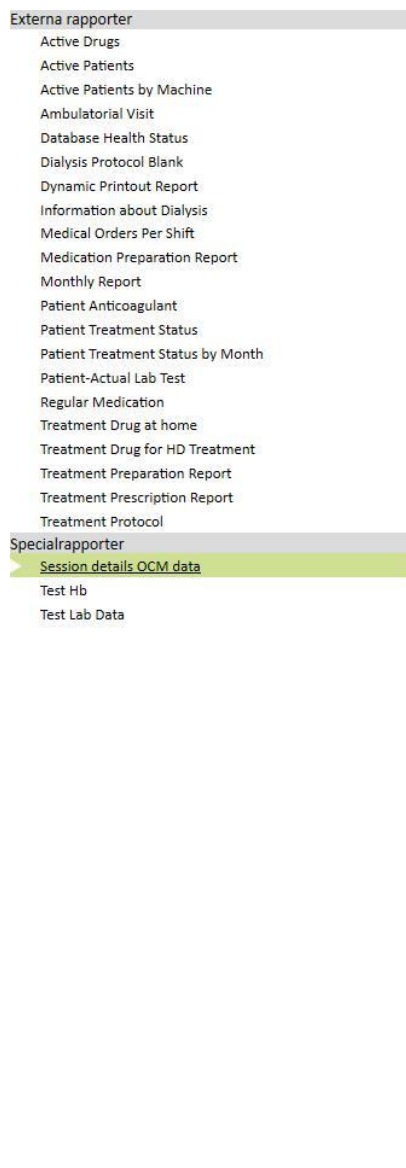 Externa rapporter
Active Drugs
Active Patients
Active Patients by Machine
Ambulatorial Visit
Database Health Status
Dialysis Protocol Blank
Dynamic Printout Report
Information about Dialysis
Medical Orders Per Shift
Medication Preparation Report
Monthly Report
Patient Anticoagulant
Patient Treatment Status
Patient Treatment Status by Month
Patient-Actual Lab Test
Regular Medication
Treatment Drug at home
Treatment Drug for HD Treatment
Treatment Preparation Report
Treatment Prescription Report
Treatment Protocol
Specialrapporter
Session details OCM data
Test Hb
Test Lab Data